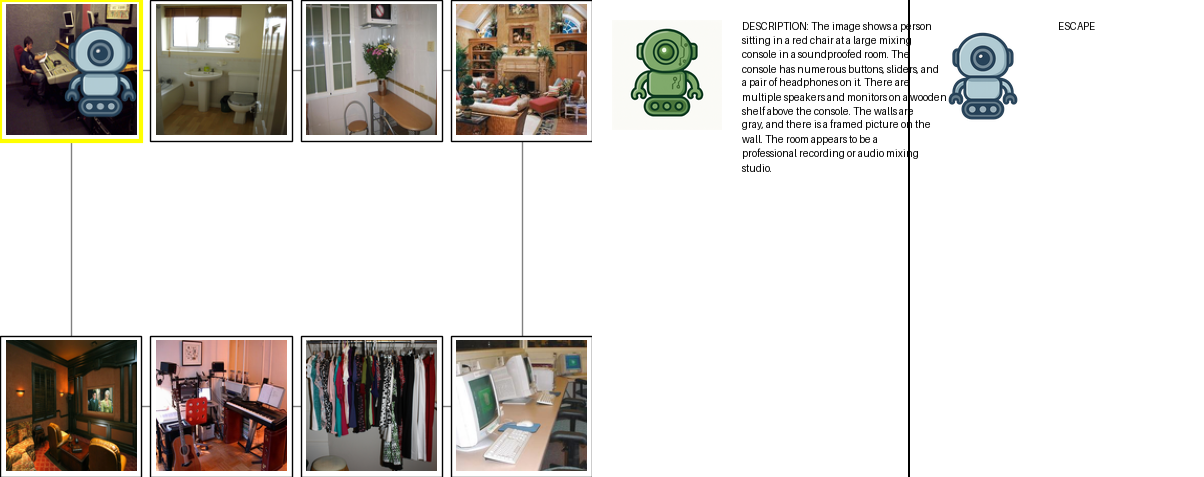 DESCRIPTION: The image shows a person
sitting in a red chair at a large mixing
console in a soundproofed room. The
console has numerous buttons, sliders, and
a pair of headphones on it. There are
multiple speakers and monitors on a wooden
shelf above the console. The walls are
gray, and there is a framed picture on the
wall. The room appears to be a
professional recording or audio mixing
studio.
ESCAPE